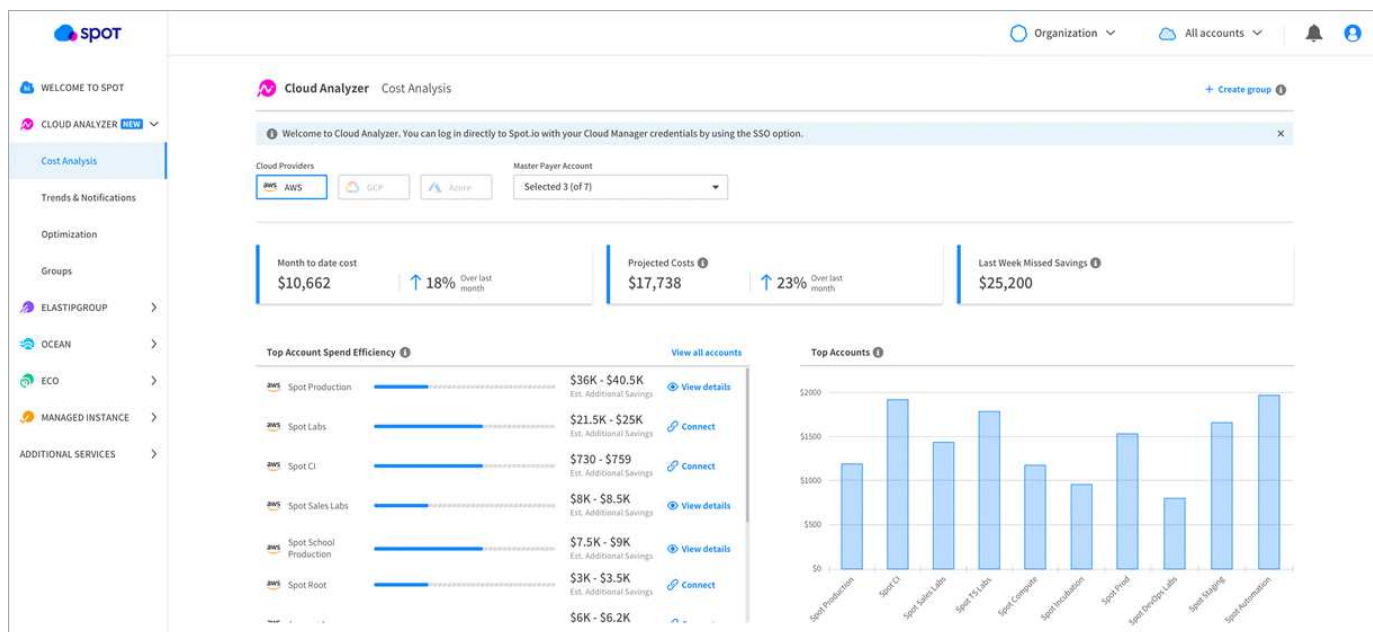 spot
Organization
All accounts
WELCOME TO SPOT
CLOUD ANALYZER NEW
Cost Analysis
Trends & Notifications
Optimization
Groups
ELASTIPGROUP
OCEAN
ECO
MANAGED INSTANCE
ADDITIONAL SERVICES
Cloud Analyzer Cost Analysis
+ Create group
Welcome to Cloud Analyzer. You can log in directly to Spot.io with your Cloud Manager credentials by using the SSO option.
Cloud Providers
Master Payer Account
aws AWS
GCP
Azure
Selected 3 (of 7)
Month to date cost
$10,662
18% Over last month
Projected Costs
$17,738
23% Over last month
Last Week Missed Savings
$25,200
Top Account Spend Efficiency
View all accounts
aws Spot Production
$36K - $40.5K
Est. Additional Savings
View details
aws Spot Labs
$21.5K - $25K
Est. Additional Savings
Connect
aws Spot CI
$730 - $759
Est. Additional Savings
Connect
aws Spot Sales Labs
$8K - $8.5K
Est. Additional Savings
View details
aws Spot School
Production
$7.5K - $9K
Est. Additional Savings
View details
aws Spot Root
$3K - $3.5K
Est. Additional Savings
Connect
$6K - $6.2K
Top Accounts
$2000
$1500
$1000
$500
$0
Spot Production
Spot CI
Spot Sales Labs
Spot TS Labs
Spot Compute
Spot Incubation
Spot Prod
Spot DevOps Labs
Spot Staging
Spot Automation